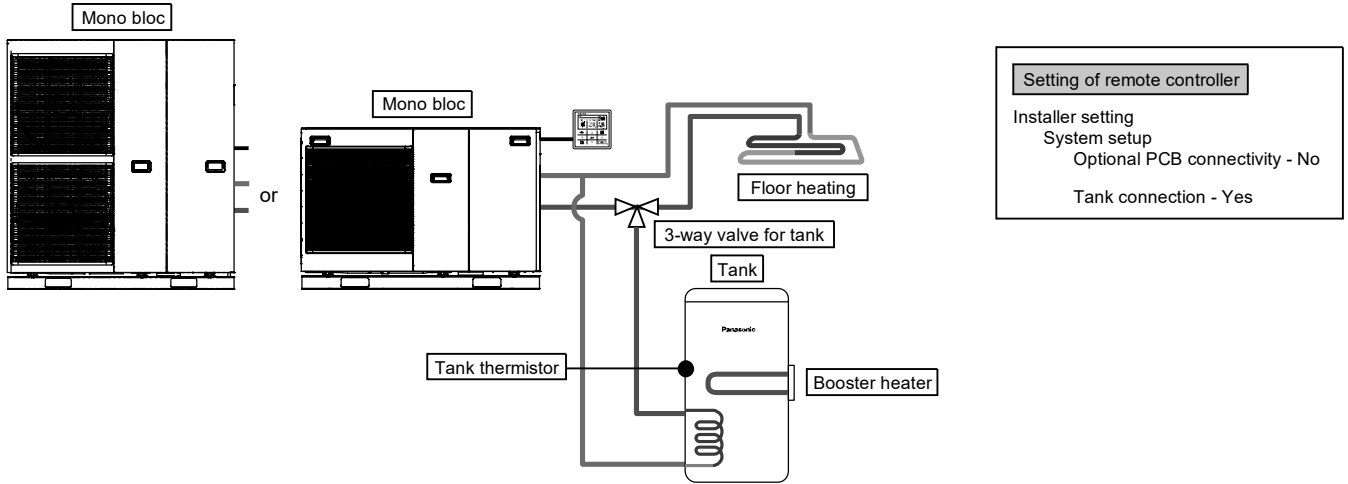 Mono bloc
Mono bloc
or
Floor heating
3-way valve for tank
Tank
Panasonic
Tank thermistor
Booster heater
Setting of remote controller
Installer setting
System setup
Optional PCB connectivity - No
Tank connection - Yes